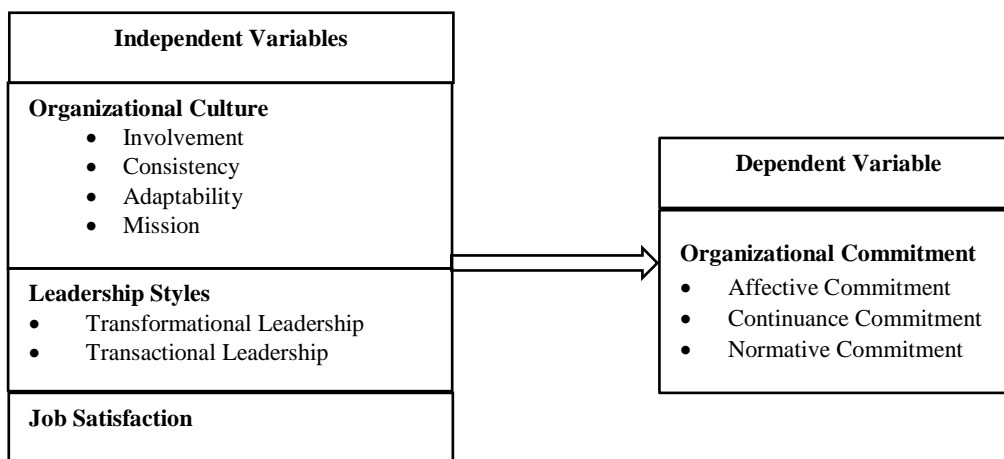 Independent Variables
Organizational Culture
• Involvement
• Consistency
• Adaptability
• Mission
Leadership Styles
• Transformational Leadership
• Transactional Leadership
Job Satisfaction
Dependent Variable
Organizational Commitment
• Affective Commitment
• Continuance Commitment
• Normative Commitment